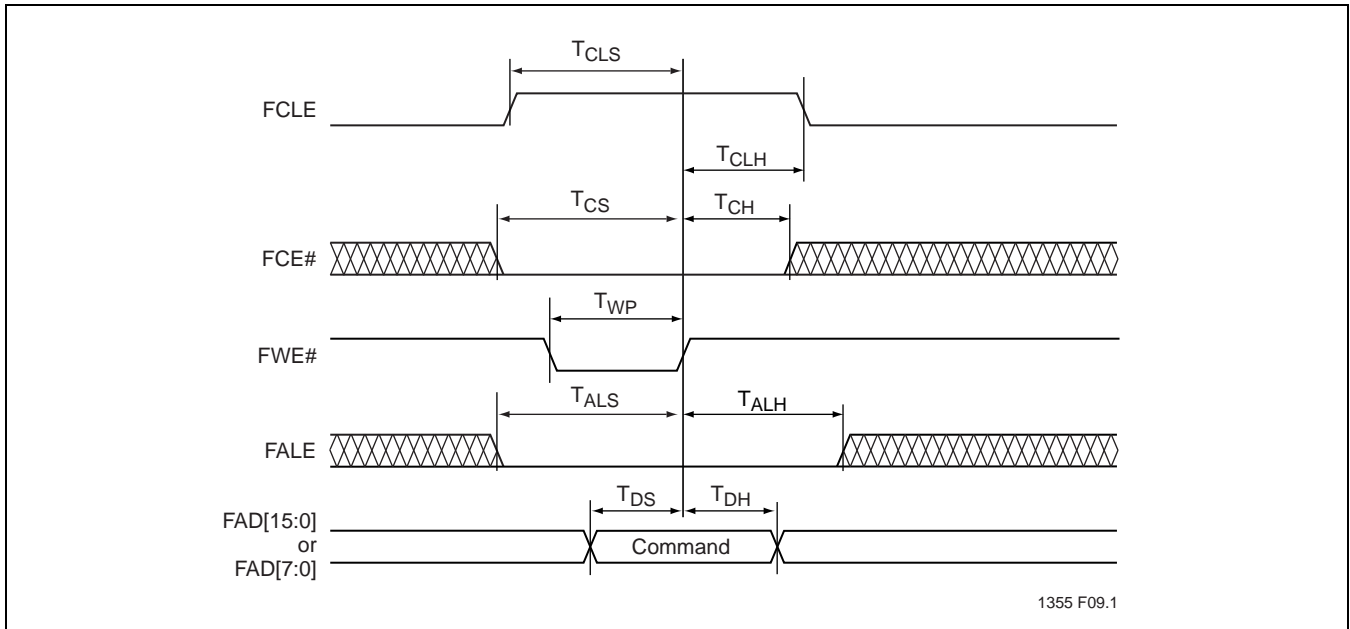 TCLS
FCLE
TCLH
TCS
TCH
FCE#
TWP
FWE#
TALS
TALH
FALE
TDS
TDH
FAD[15:0]
or
FAD[7:0]
Command
1355 F09.1